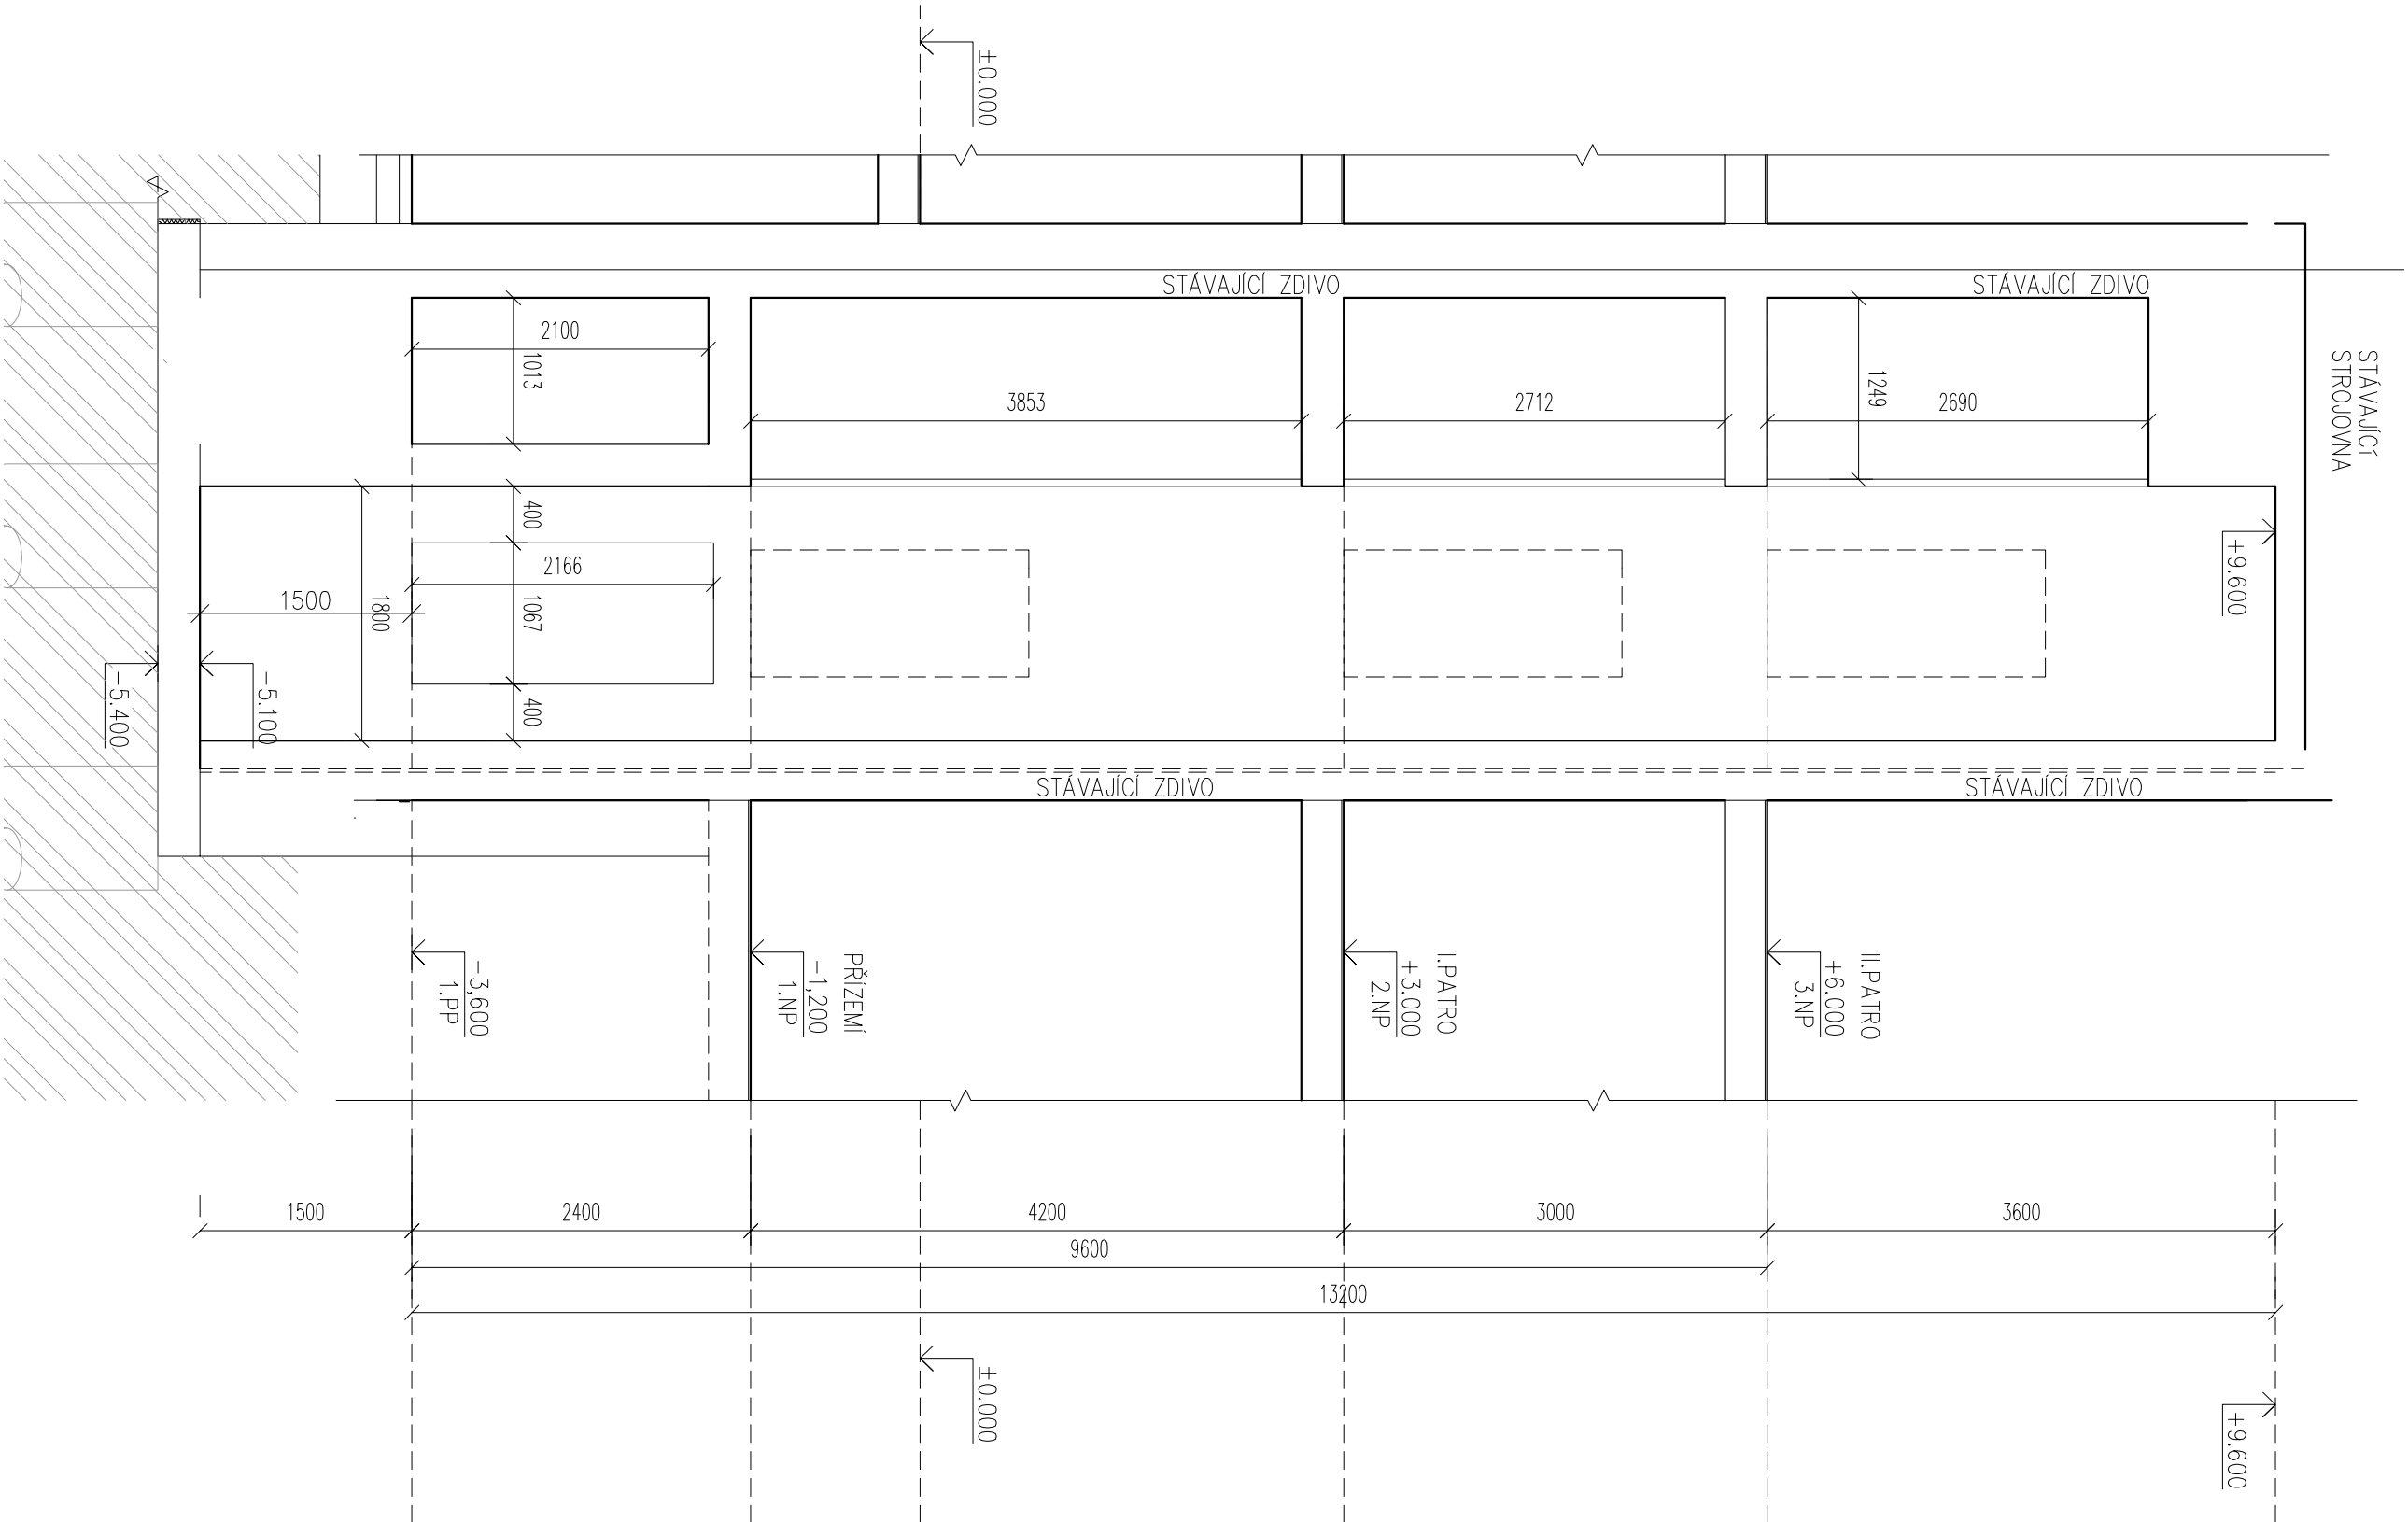 ±0.000
STÁVAJÍCÍ ZDIVO
STÁVAJÍCÍ ZDIVO
STÁVAJÍCÍ
STROJOVNA
2100
1013
3853
2712
1249
2690
400
2166
1067
400
1500
1800
+9.600
-5.400
-5.100
STÁVAJÍCÍ ZDIVO
STÁVAJÍCÍ ZDIVO
-3,600
1.PP
PŘÍZEMÍ
-1,200
1.NP
I.PATRO
+3.000
2.NP
II.PATRO
+6.000
3.NP
1500
2400
4200
3000
3600
9600
13200
±0.000
+9.600